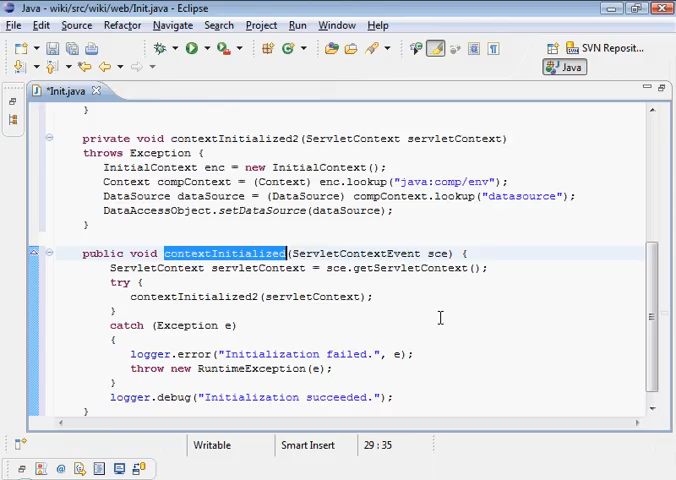 Java - wiki/src/wiki/web/Init.java - Eclipse
File Edit Source Refactor Navigate Search Project Run Window Help
SVN Reposit...
Java
*Init.java
}
private void contextInitialized2(ServletContext servletContext)
throws Exception {
InitialContext enc = new InitialContext();
Context compContext = (Context) enc.lookup("java:comp/env");
DataSource dataSource = (DataSource) compContext.lookup("datasource");
DataAccessObject.setDataSource(dataSource);
}
public void contextInitialized(ServletContextEvent sce) {
ServletContext servletContext = sce.getServletContext();
try {
contextInitialized2(servletContext);
}
catch (Exception e)
{
logger.error("Initialization failed.", e);
throw new RuntimeException(e);
}
logger.debug("Initialization succeeded.");
}
Writable Smart Insert 29 : 35